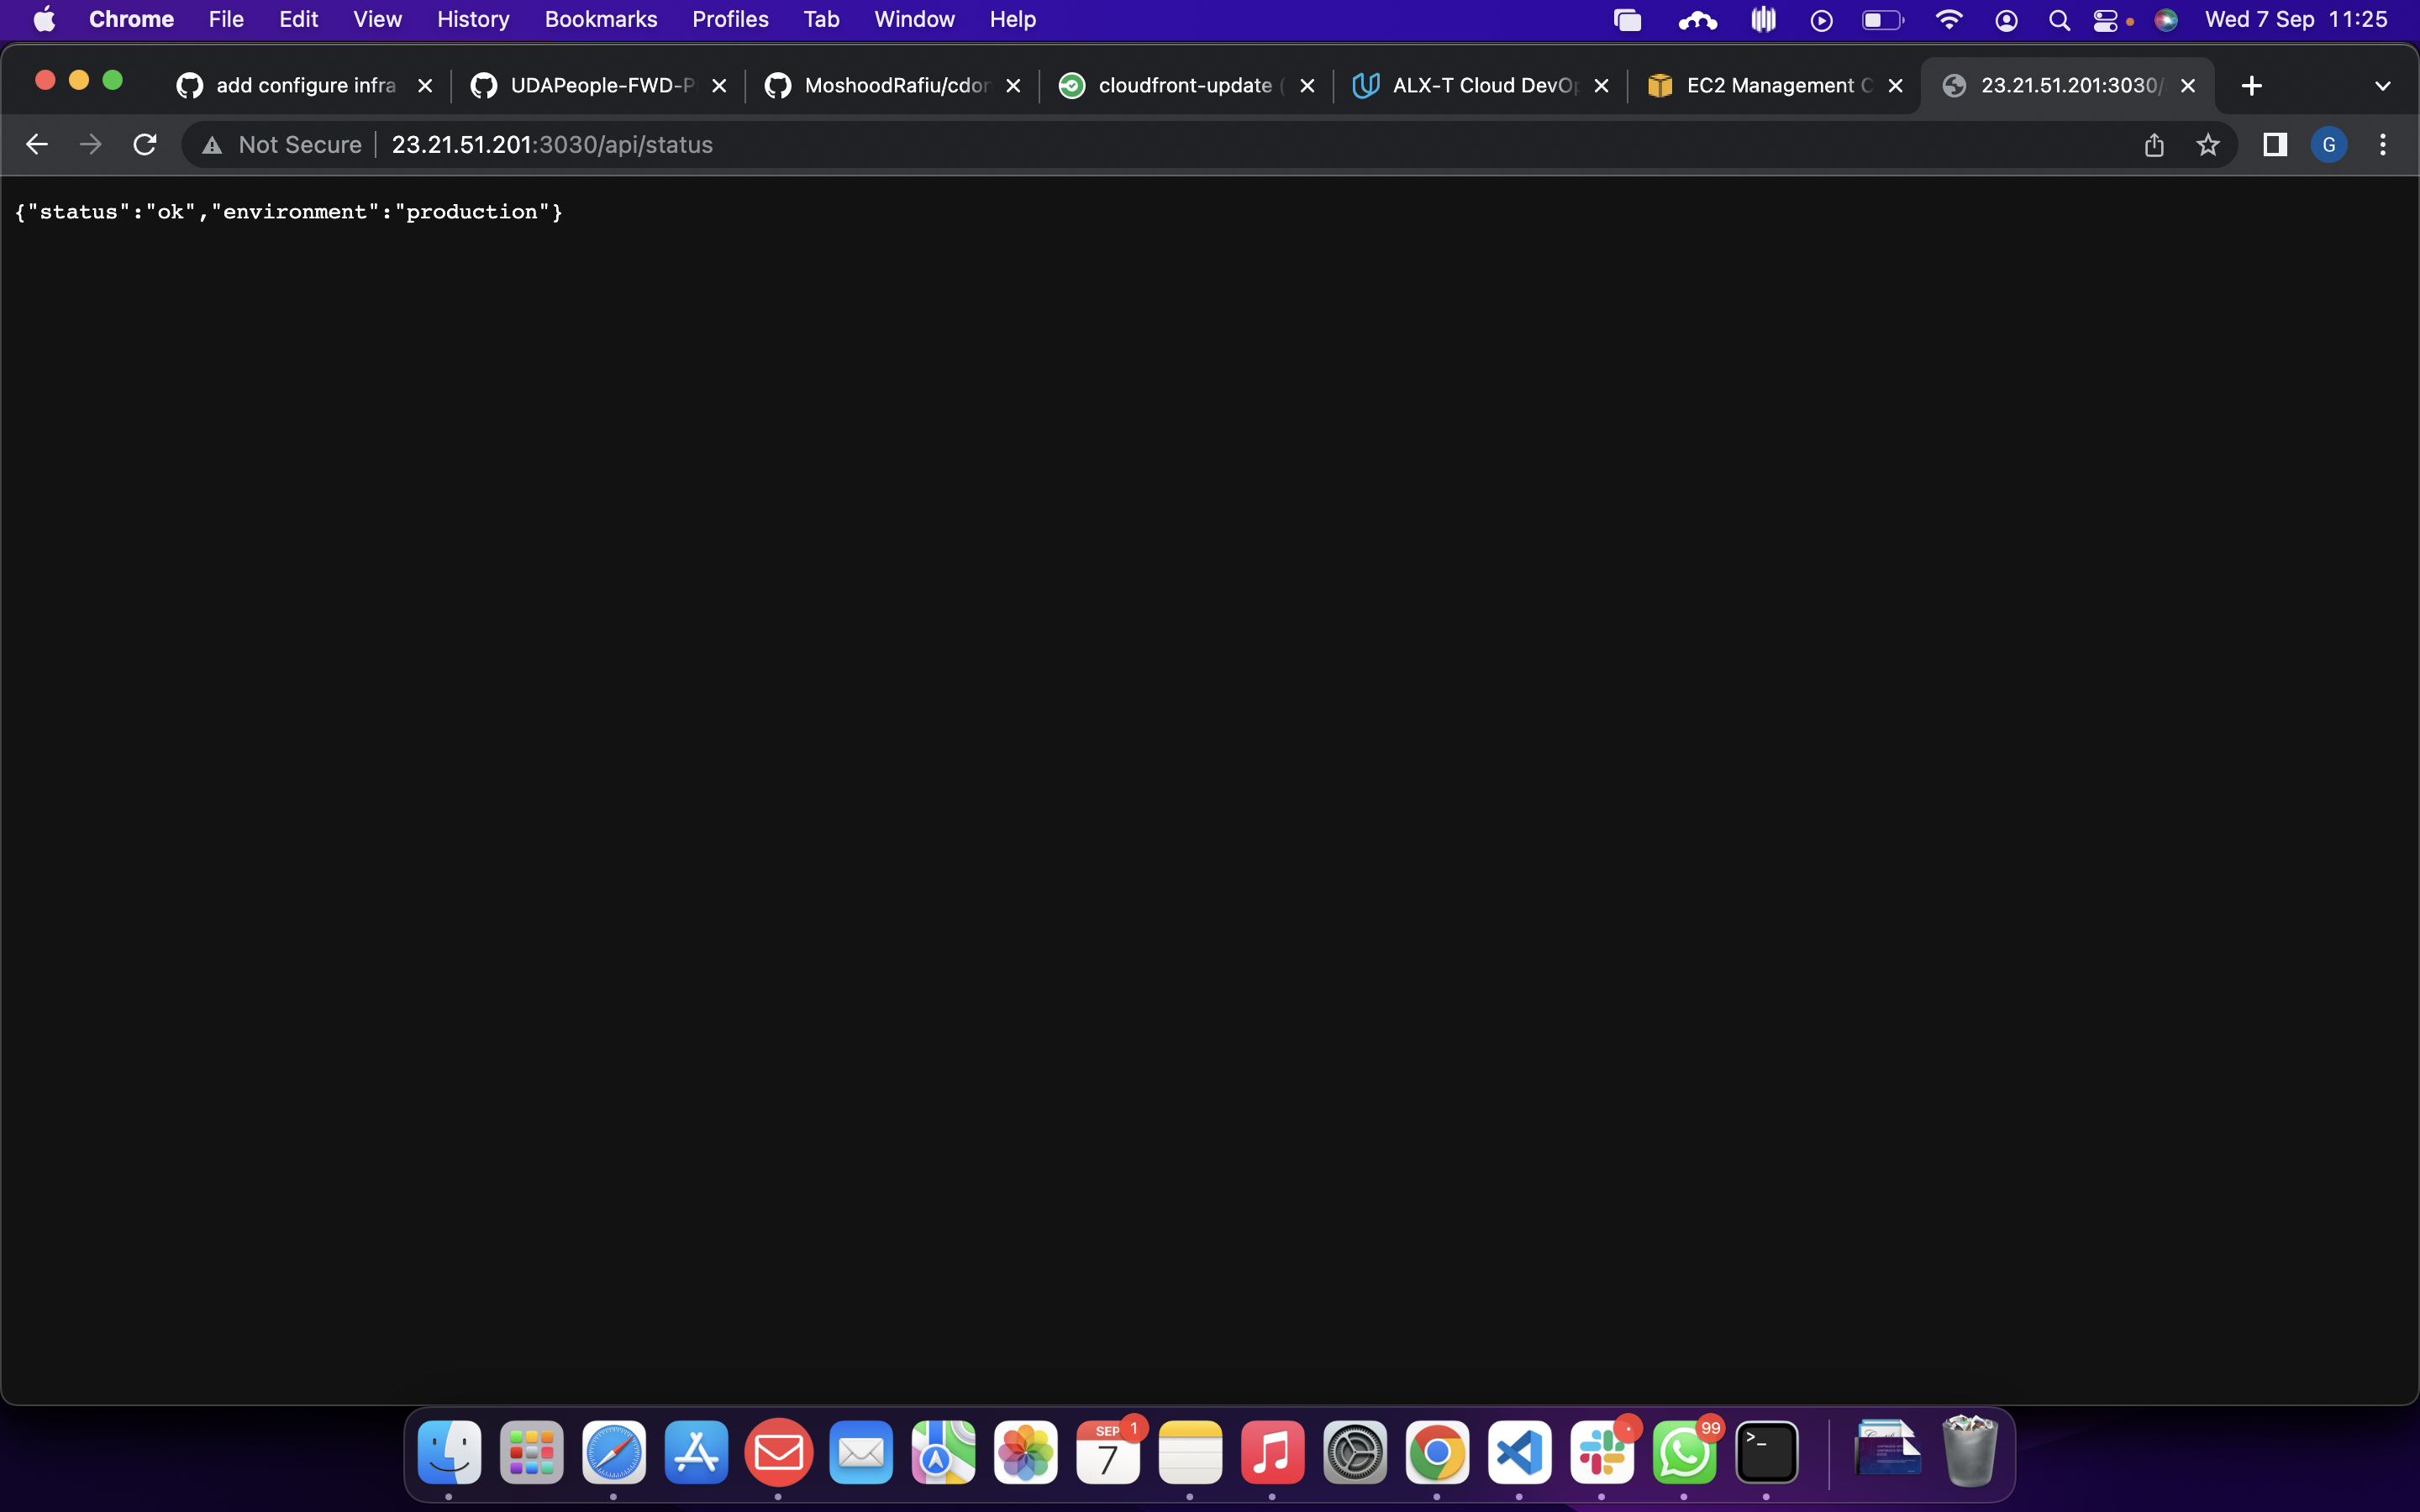 Chrome File Edit View History Bookmarks Profiles Tab Window Help Wed 7 Sep 11:25
add configure infra UDAPeople-FWD-P MoshoodRafiu/cdon cloudfront-update ( ALX-T Cloud DevOp EC2 Management C 23.21.51.201:3030/
Not Secure 23.21.51.201:3030/api/status G
{"status":"ok","environment":"production"}
SEP 1
7
99
>_